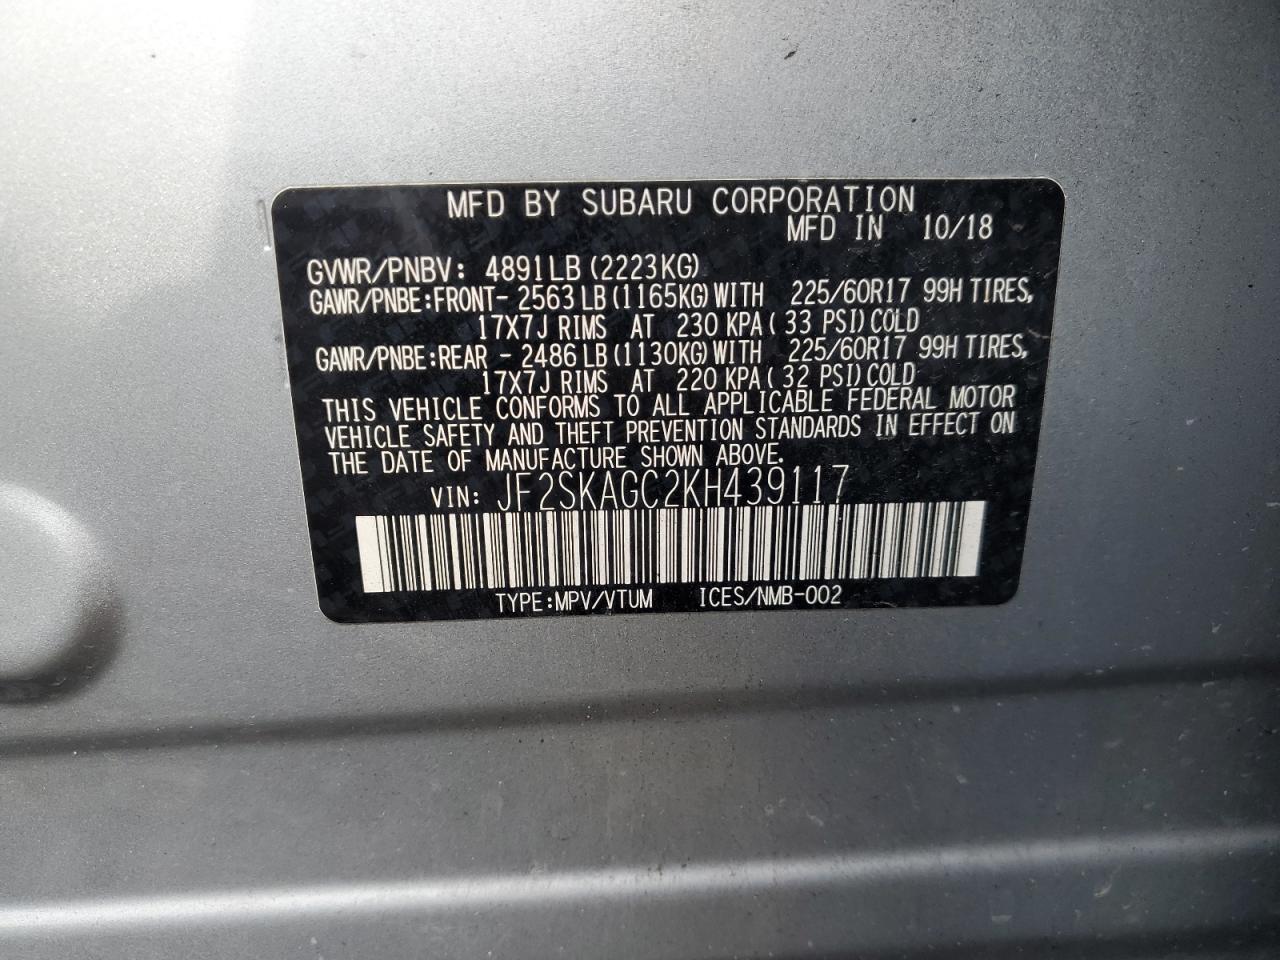 MFD BY SUBARU CORPORATION
MFD IN 10/18
GVWR/PNBV: 4891LB(2223KG)
GAWR/PNBE:FRONT- 2563LB(1165KG)WITH 225/60R17 99H TIRES,
17X7J RIMS AT 230 KPA( 33 PSI)COLD
GAWR/PNBE:REAR - 2486LB(1130KG)WITH 225/60R17 99H TIRES,
17X7J RIMS AT 220 KPA( 32 PSI)COLD
THIS VEHICLE CONFORMS TO ALL APPLICABLE FEDERAL MOTOR
VEHICLE SAFETY AND THEFT PREVENTION STANDARDS IN EFFECT ON
THE DATE OF MANUFACTURE SHOWN ABOVE.
VIN: JF2SKAGC2KH439117
TYPE:MPV/VTUM ICES/NMB-002